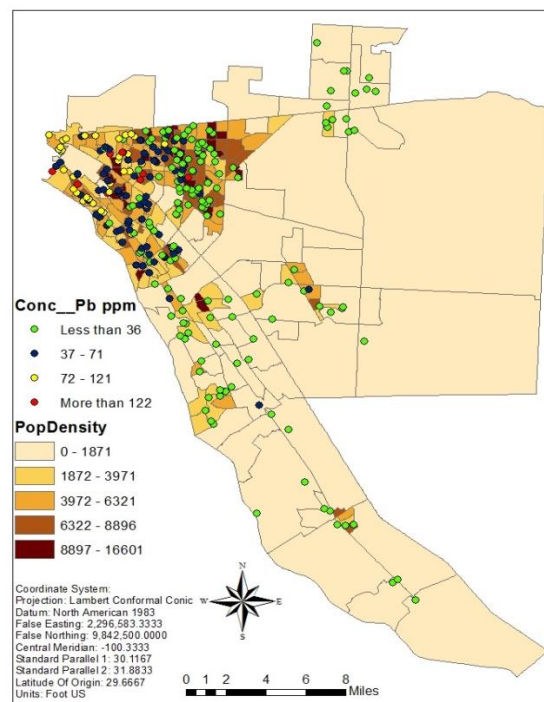 Conc__Pb ppm
Less than 36
37 - 71
72 - 121
More than 122
PopDensity
0 - 1871
1872 - 3971
3972 - 6321
6322 - 8896
8897 - 16601
Coordinate System:
Projection: Lambert Conformal Conic
Datum: North American 1983
False Easting: 2,296,583.3333
False Northing: 9,842,500.0000
Central Meridian: -100.3333
Standard Parallel 1: 30.1167
Standard Parallel 2: 31.8833
Latitude Of Origin: 29.6667
Units: Foot US
N
W E
S
0 1 2 4 6 8
Miles